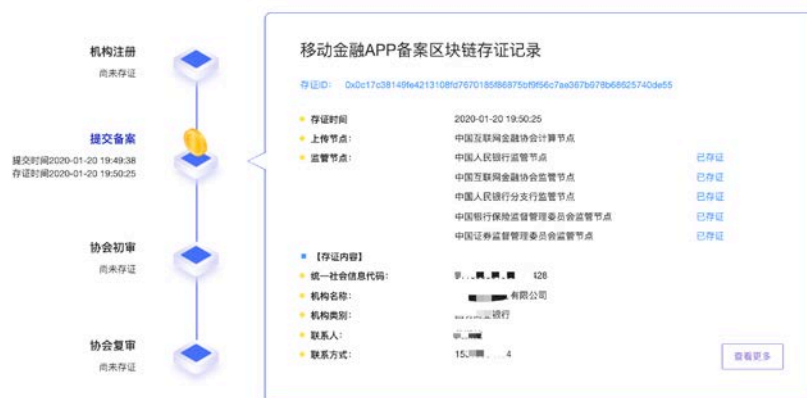 机构注册
尚未存证
提交备案
提交时间2020-01-20 19:49:38
存证时间2020-01-20 19:50:25
协会初审
尚未存证
协会复审
尚未存证
移动金融APP备案区块链存证记录
存证ID: 0x0c17c38149fe4213108fd7670185f86875bf9f56c7ae367b978b68625740de55
存证时间 2020-01-20 19:50:25
上传节点: 中国互联网金融协会计算节点
监管节点: 中国人民银行监管节点 已存证
中国互联网金融协会监管节点 已存证
中国人民银行分支行监管节点 已存证
中国银行保险监督管理委员会监管节点 已存证
中国证券监督管理委员会监管节点 已存证
【存证内容】
统一社会信息代码: 428
机构名称: 有限公司
机构类别: 银行
联系人:
联系方式: 15 4
查看更多